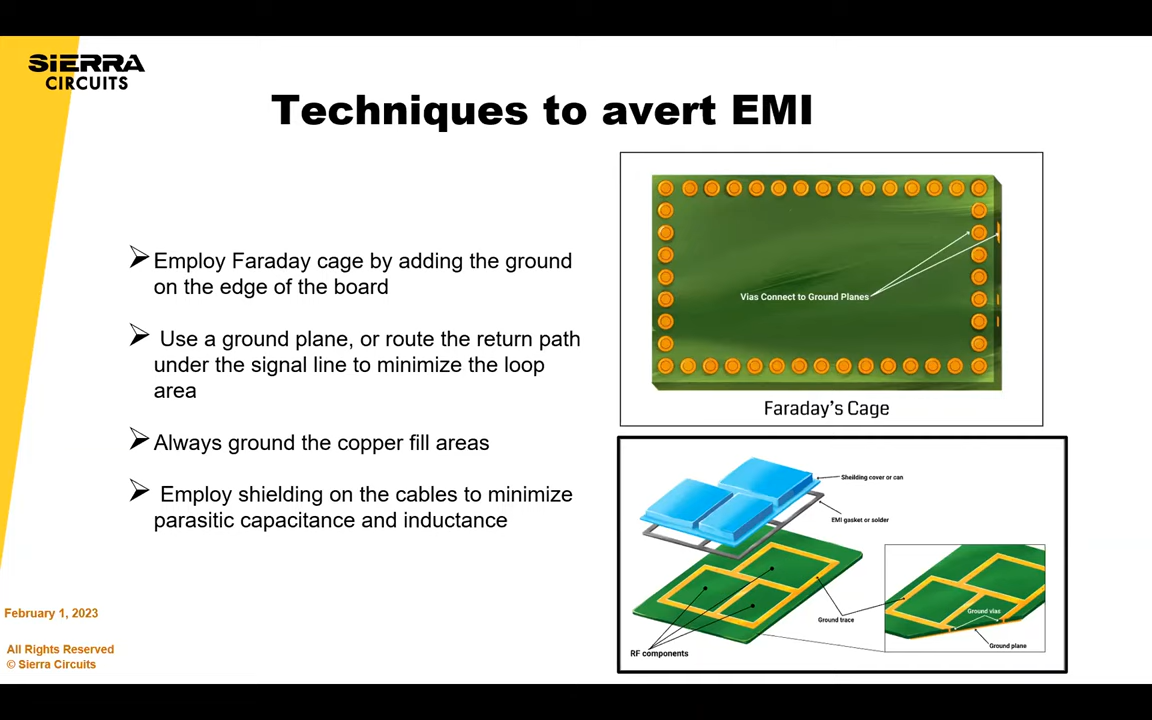 SIERRA
CIRCUITS
Techniques to avert EMI
➢ Employ Faraday cage by adding the ground
on the edge of the board
➢ Use a ground plane, or route the return path
under the signal line to minimize the loop
area
➢ Always ground the copper fill areas
➢ Employ shielding on the cables to minimize
parasitic capacitance and inductance
Vias Connect to Ground Planes
Faraday's Cage
Sheilding cover or can
EMI gasket or solder
Ground trace
RF components
Ground vias
Ground plane
February 1, 2023
All Rights Reserved
© Sierra Circuits